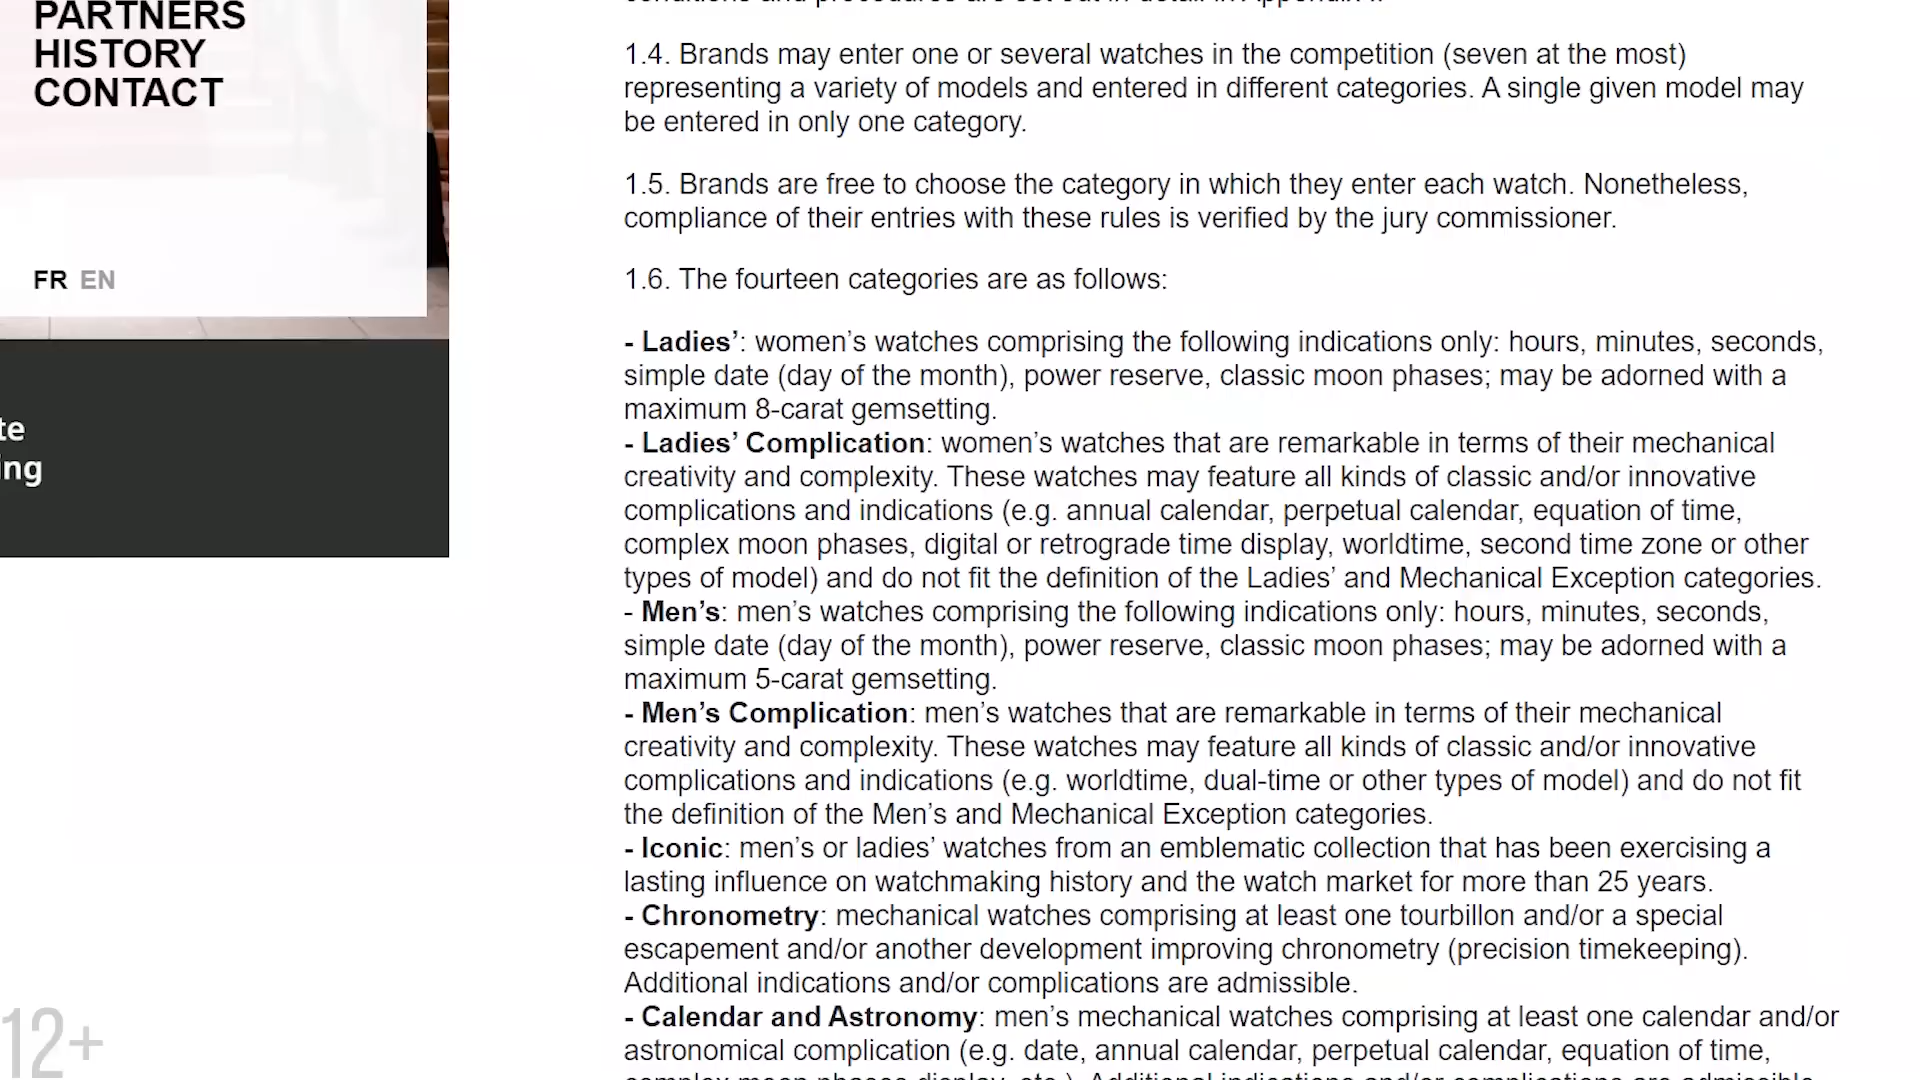 PARTNERS
HISTORY
CONTACT
FR EN
te
ing
12+
1.4. Brands may enter one or several watches in the competition (seven at the most)
representing a variety of models and entered in different categories. A single given model may
be entered in only one category.
1.5. Brands are free to choose the category in which they enter each watch. Nonetheless,
compliance of their entries with these rules is verified by the jury commissioner.
1.6. The fourteen categories are as follows:
- Ladies’: women’s watches comprising the following indications only: hours, minutes, seconds,
simple date (day of the month), power reserve, classic moon phases; may be adorned with a
maximum 8-carat gemsetting.
- Ladies’ Complication: women’s watches that are remarkable in terms of their mechanical
creativity and complexity. These watches may feature all kinds of classic and/or innovative
complications and indications (e.g. annual calendar, perpetual calendar, equation of time,
complex moon phases, digital or retrograde time display, worldtime, second time zone or other
types of model) and do not fit the definition of the Ladies’ and Mechanical Exception categories.
- Men’s: men’s watches comprising the following indications only: hours, minutes, seconds,
simple date (day of the month), power reserve, classic moon phases; may be adorned with a
maximum 5-carat gemsetting.
- Men’s Complication: men’s watches that are remarkable in terms of their mechanical
creativity and complexity. These watches may feature all kinds of classic and/or innovative
complications and indications (e.g. worldtime, dual-time or other types of model) and do not fit
the definition of the Men’s and Mechanical Exception categories.
- Iconic: men’s or ladies’ watches from an emblematic collection that has been exercising a
lasting influence on watchmaking history and the watch market for more than 25 years.
- Chronometry: mechanical watches comprising at least one tourbillon and/or a special
escapement and/or another development improving chronometry (precision timekeeping).
Additional indications and/or complications are admissible.
- Calendar and Astronomy: men’s mechanical watches comprising at least one calendar and/or
astronomical complication (e.g. date, annual calendar, perpetual calendar, equation of time,